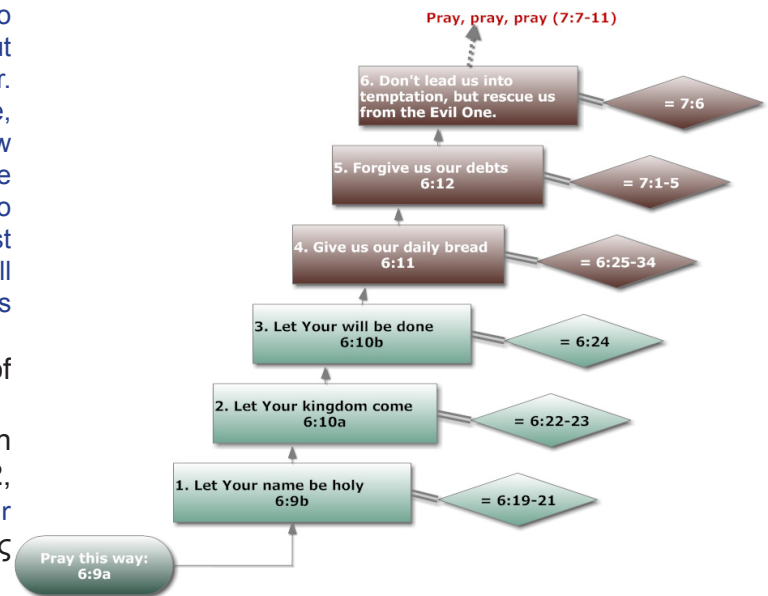 Pray, pray, pray (7:7-11)
6. Don't lead us into
temptation, but rescue us
from the Evil One.
= 7:6
5. Forgive us our debts
6:12
= 7:1-5
4. Give us our daily bread
6:11
= 6:25-34
3. Let Your will be done
6:10b
= 6:24
2. Let Your kingdom come
6:10a
= 6:22-23
1. Let Your name be holy
6:9b
= 6:19-21
Pray this way:
6:9a